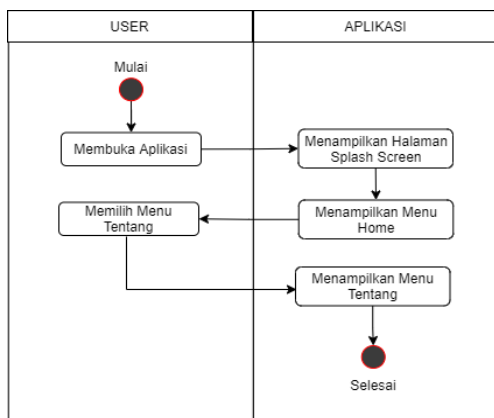 USER
APLIKASI
Mulai
Membuka Aplikasi
Menampilkan Halaman
Splash Screen
Menampilkan Menu
Home
Memilih Menu
Tentang
Menampilkan Menu
Tentang
Selesai